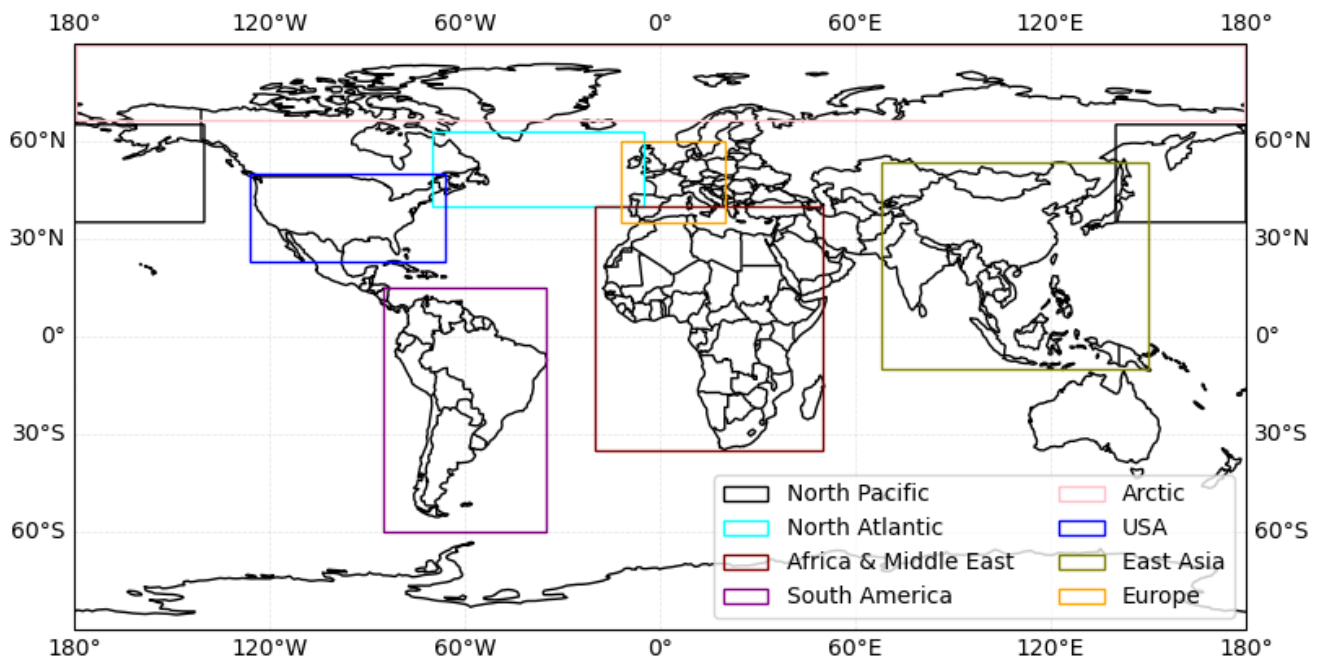 180° 120°W 60°W 0° 60°E 120°E 180°
60°N 60°N
30°N 30°N
0° 0°
30°S 30°S
60°S 60°S
North Pacific Arctic
North Atlantic USA
Africa & Middle East East Asia
South America Europe
180° 120°W 60°W 0° 60°E 120°E 180°